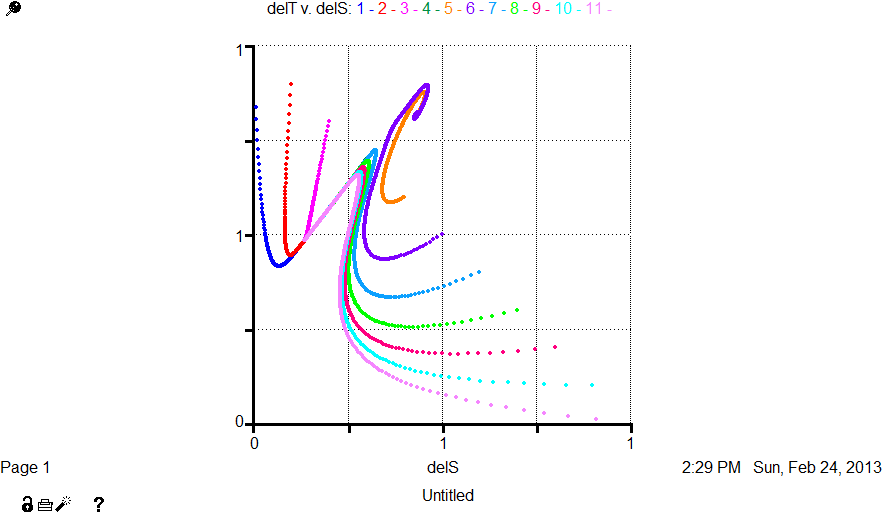 delT v. delS: 1 - 2 - 3 - 4 - 5 - 6 - 7 - 8 - 9 - 10 - 11 -
1
1
0
0 1 1
Page 1 delS 2:29 PM Sun, Feb 24, 2013
Untitled
?